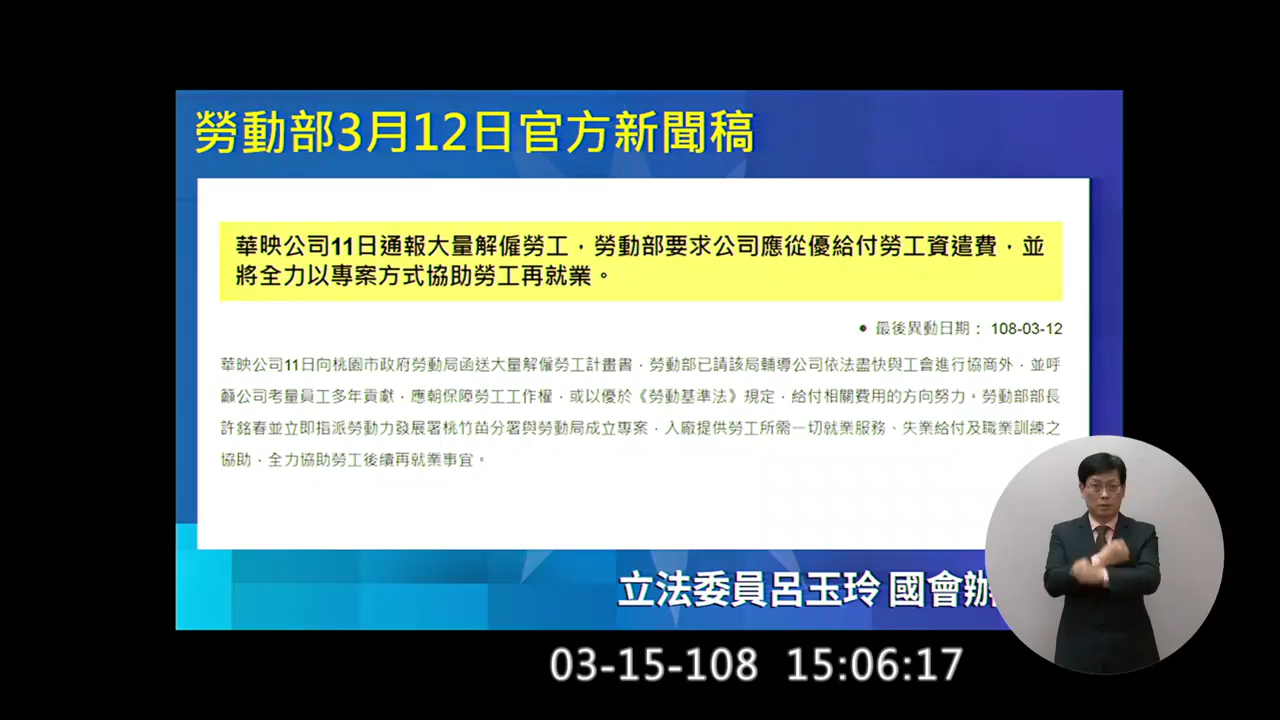 勞動部3月12日官方新聞稿
華映公司11日通報大量解僱勞工，勞動部要求公司應從優給付勞工資遣費，並
將全力以專案方式協助勞工再就業。
● 最後異動日期： 108-03-12
華映公司11日向桃園市政府勞動局函送大量解僱勞工計畫書，勞動部已請該局輔導公司依法盡快與工會進行協商外，並呼
籲公司考量員工多年貢獻，應朝保障勞工工作權，或以優於《勞動基準法》規定，給付相關費用的方向努力。勞動部部長
許銘春並立即指派勞動力發展署桃竹苗分署與勞動局成立專案，入廠提供勞工所需一切就業服務、失業給付及職業訓練之
協助，全力協助勞工後續再就業事宜。
立法委員呂玉玲 國會辦
03-15-108 15:06:17